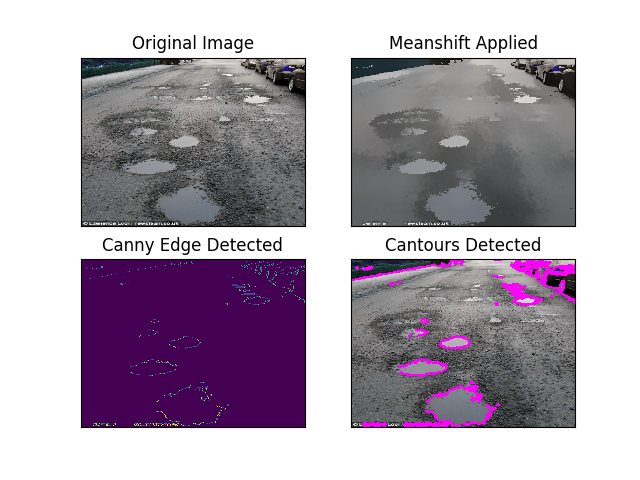 Original Image
Meanshift Applied
Canny Edge Detected
Cantours Detected